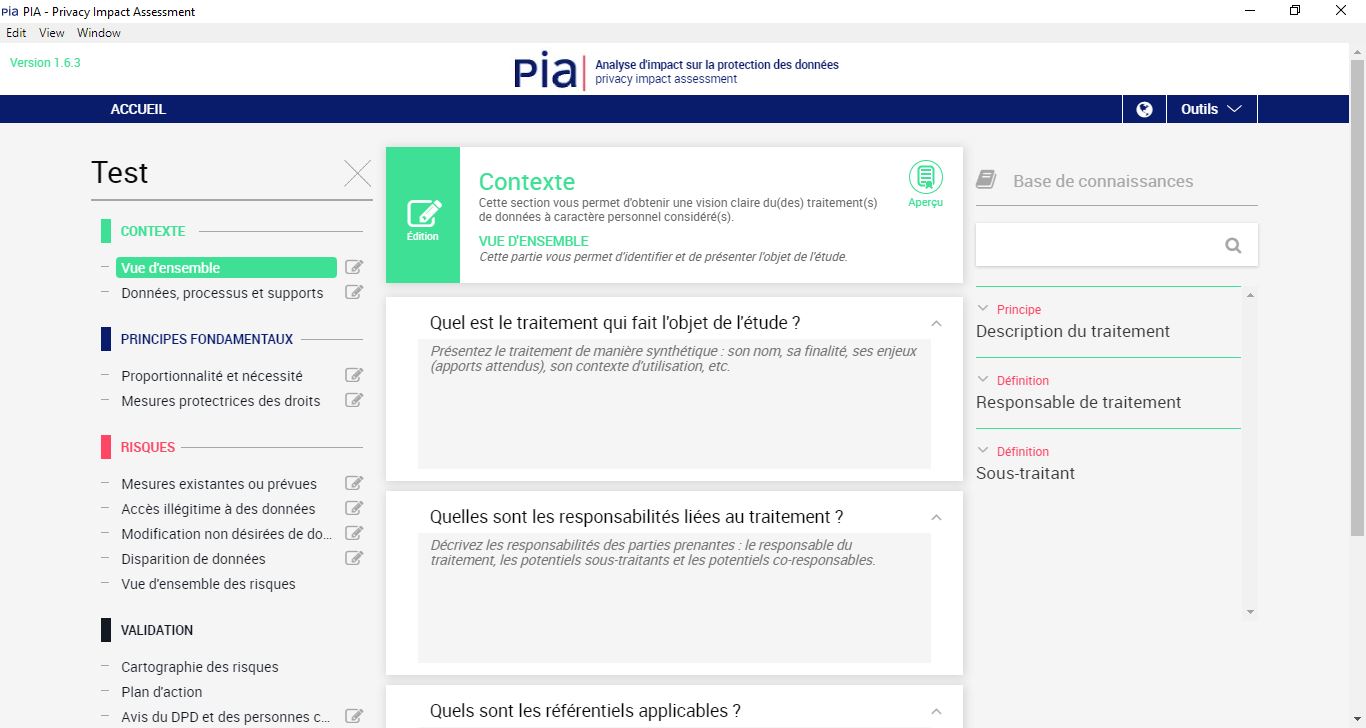 pia PIA - Privacy Impact Assessment
Edit View Window
Version 1.6.3
pia
Analyse d'impact sur la protection des données
privacy impact assessment
ACCUEIL
Outils
Test
CONTEXTE
Vue d'ensemble
Données, processus et supports
PRINCIPES FONDAMENTAUX
Proportionnalité et nécessité
Mesures protectrices des droits
RISQUES
Mesures existantes ou prévues
Accès illégitime à des données
Modification non désirées de do...
Disparition de données
Vue d'ensemble des risques
VALIDATION
Cartographie des risques
Plan d'action
Avis du DPD et des personnes c...
Édition
Contexte
Cette section vous permet d'obtenir une vision claire du(des) traitement(s)
de données à caractère personnel considéré(s).
VUE D'ENSEMBLE
Cette partie vous permet d'identifier et de présenter l'objet de l'étude.
Aperçu
Quel est le traitement qui fait l'objet de l'étude ?
Présentez le traitement de manière synthétique : son nom, sa finalité, ses enjeux
(apports attendus), son contexte d'utilisation, etc.
Quelles sont les responsabilités liées au traitement ?
Décrivez les responsabilités des parties prenantes : le responsable du
traitement, les potentiels sous-traitants et les potentiels co-responsables.
Quels sont les référentiels applicables ?
Base de connaissances
Principe
Description du traitement
Définition
Responsable de traitement
Définition
Sous-traitant